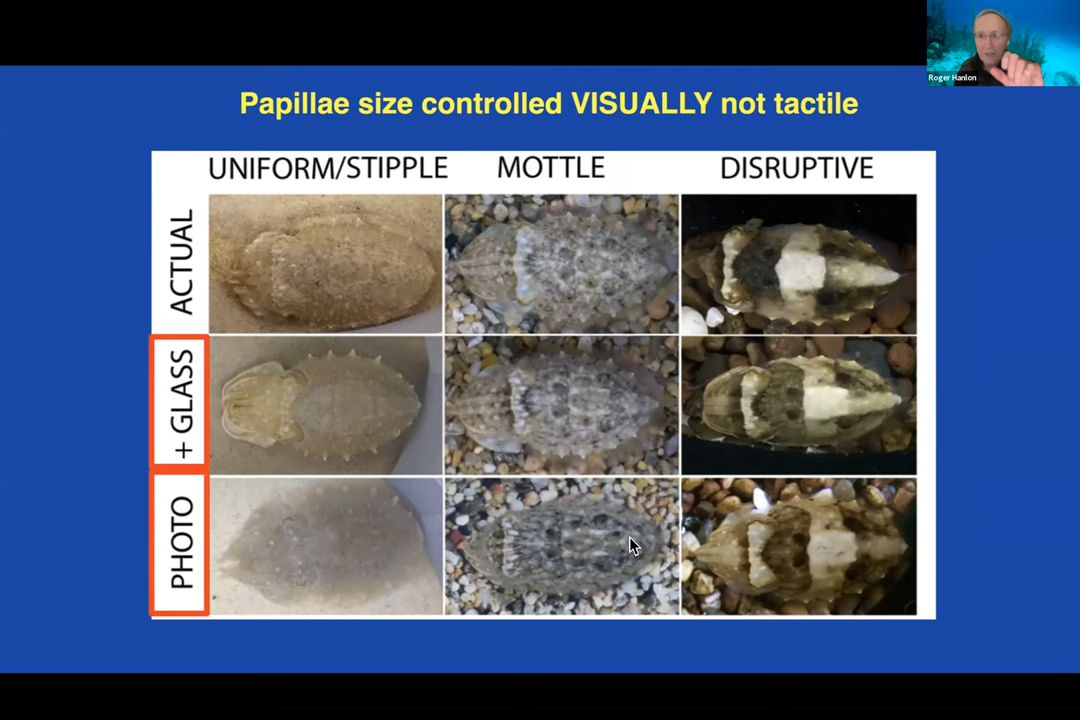 Roger Hanlon
Papillae size controlled VISUALLY not tactile
UNIFORM/STIPPLE MOTTLE DISRUPTIVE
ACTUAL
+ GLASS
PHOTO